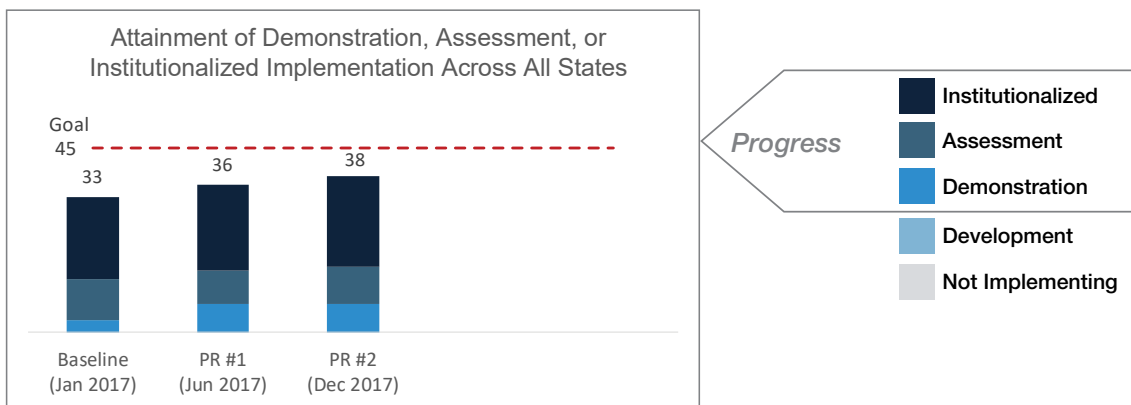 Attainment of Demonstration, Assessment, or
Institutionalized Implementation Across All States
Goal
45
33
36
38
Baseline
(Jan 2017)
PR #1
(Jun 2017)
PR #2
(Dec 2017)
Progress
Institutionalized
Assessment
Demonstration
Development
Not Implementing